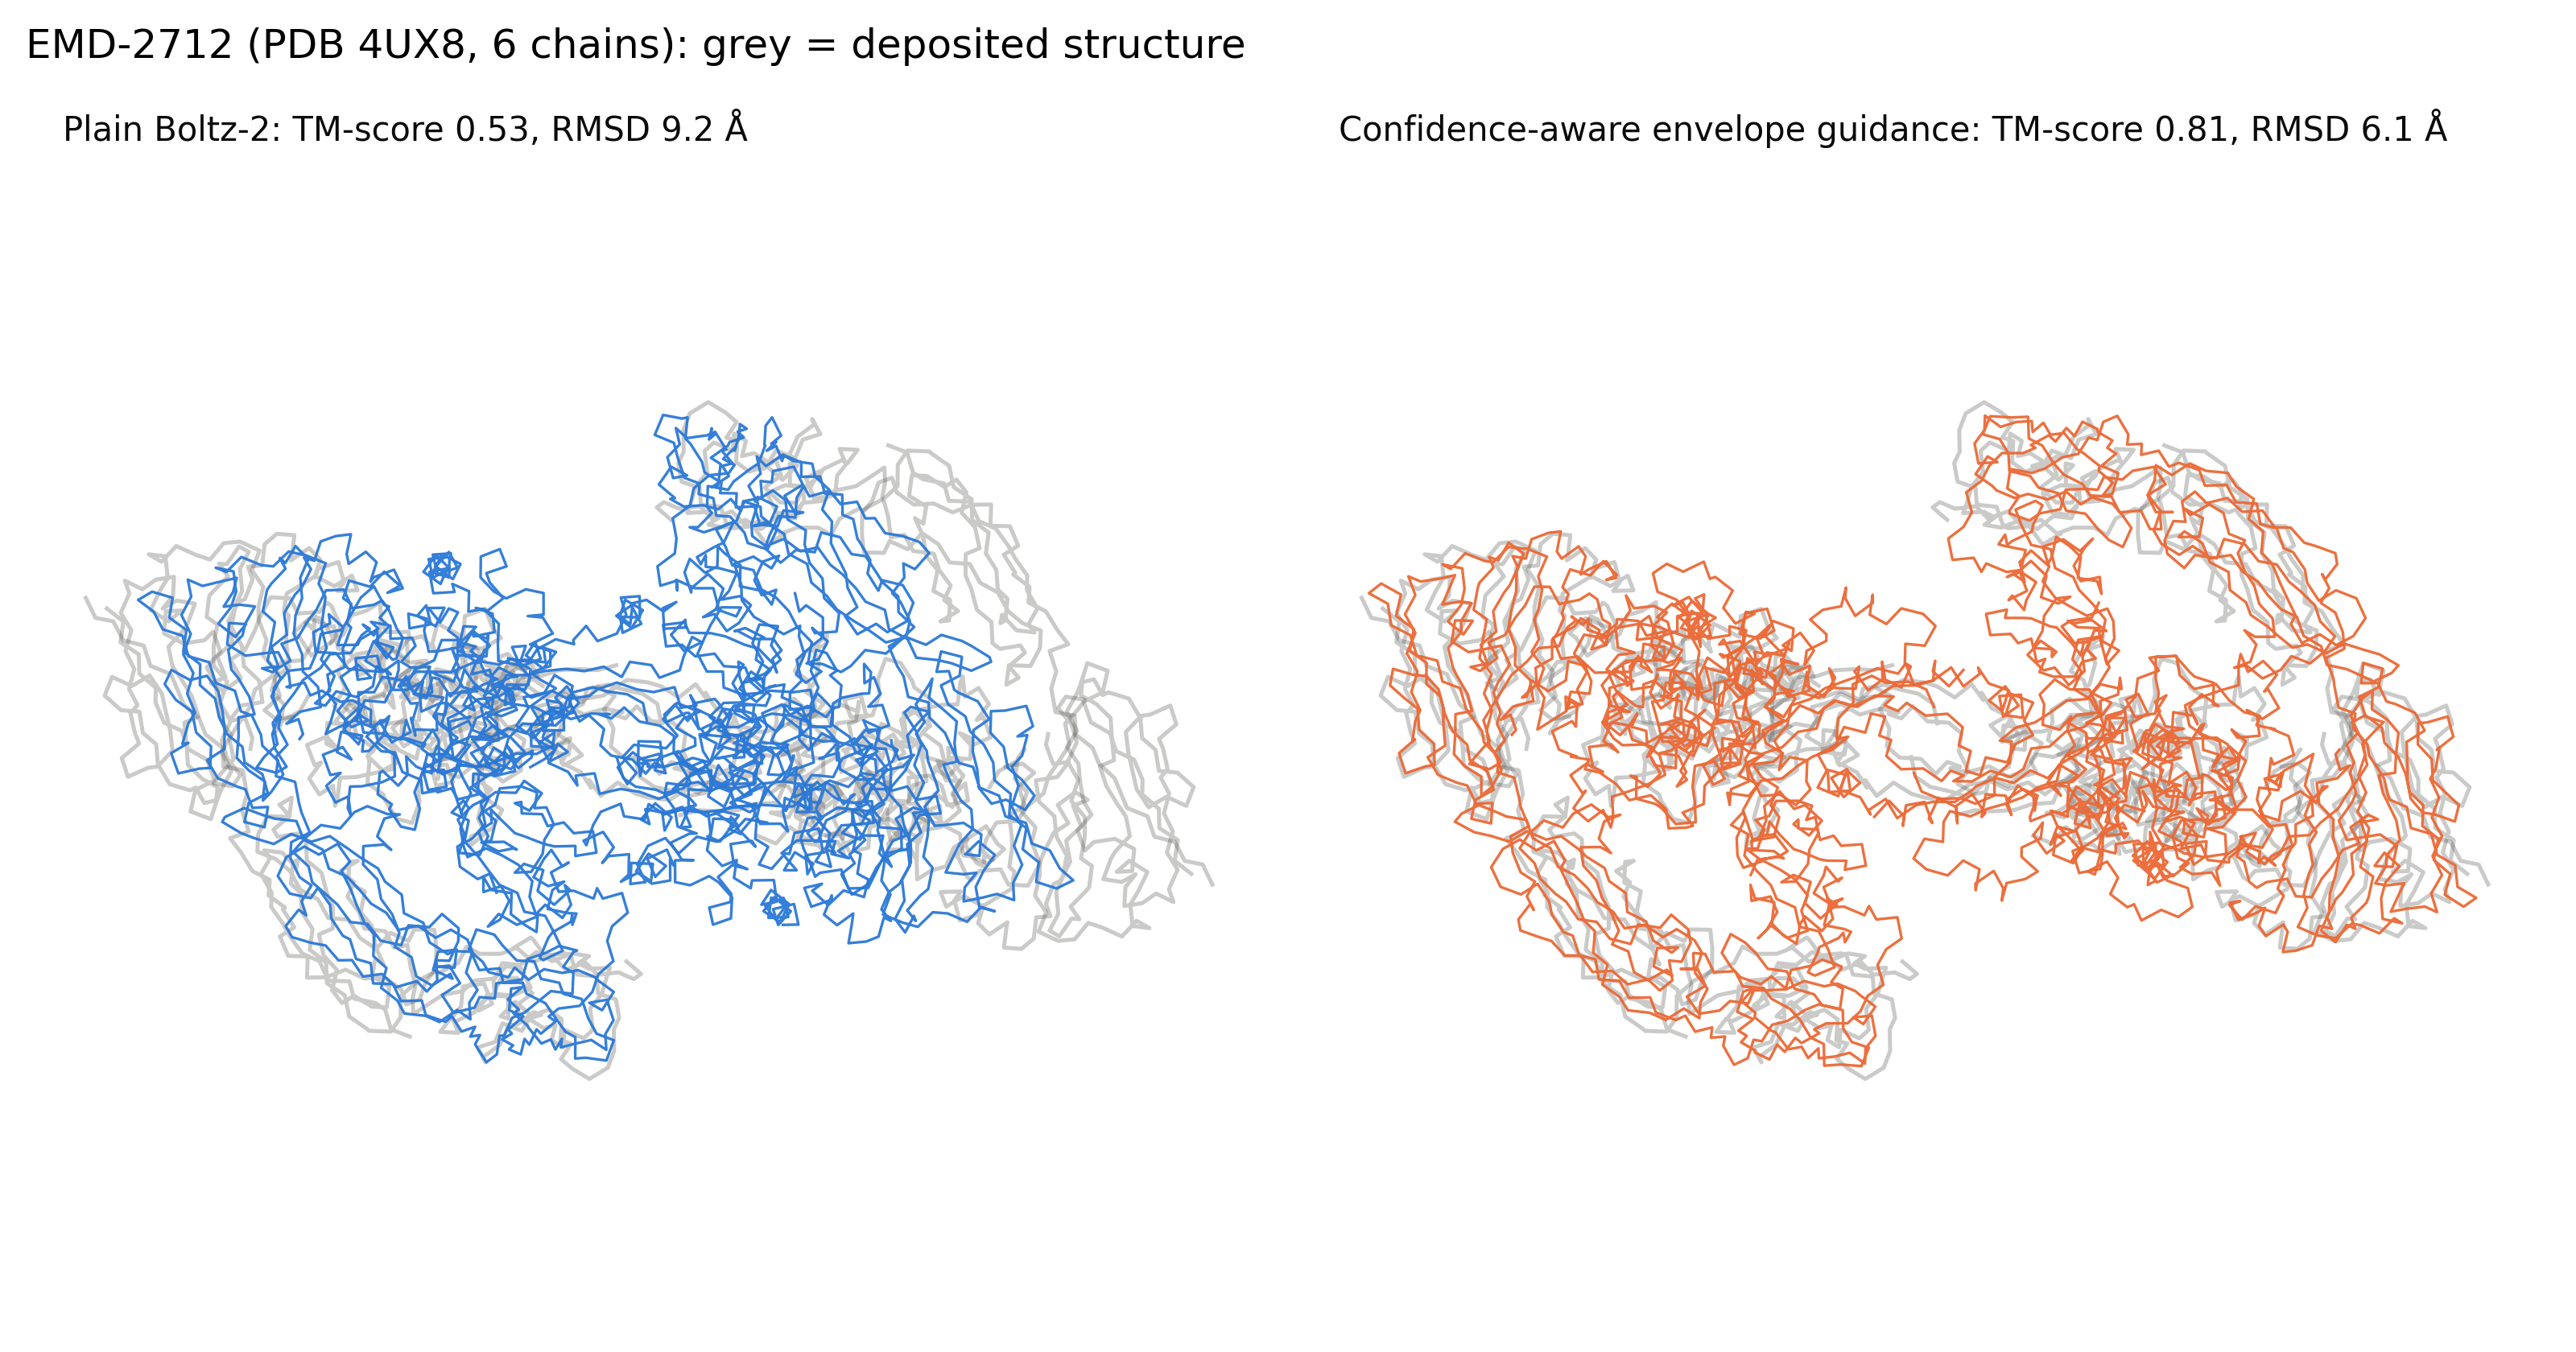 EMD-2712 (PDB 4UX8, 6 chains): grey = deposited structure
Plain Boltz-2: TM-score 0.53, RMSD 9.2 Å
Confidence-aware envelope guidance: TM-score 0.81, RMSD 6.1 Å